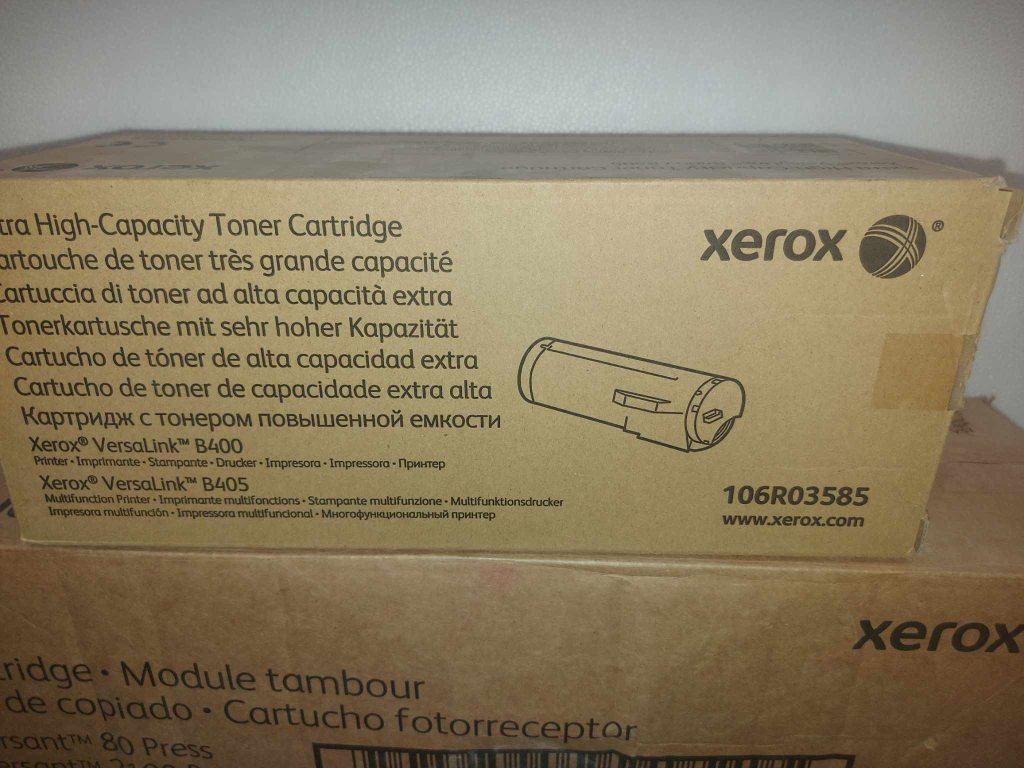 xerox
tra High-Capacity Toner Cartridge
artouche de toner très grande capacité
Cartuccia di toner ad alta capacità extra
Tonerkartusche mit sehr hoher Kapazität
Cartucho de tóner de alta capacidad extra
Cartucho de toner de capacidade extra alta
Картридж с тонером повышенной емкости
Xerox® VersaLink™ B400
Printer • Imprimante • Stampante • Drucker • Impresora • Impressora • Принтер
Xerox® VersaLink™ B405
Multifunction Printer • Imprimante multifonctions • Stampante multifunzione • Multifunktionsdrucker
Impresora multifunción • Impressora multifuncional • Многофункциональный принтер
xerox®
106R03585
www.xerox.com
xerox
tridge • Module tambour
de copiado • Cartucho fotorreceptor
rsant™ 80 Press